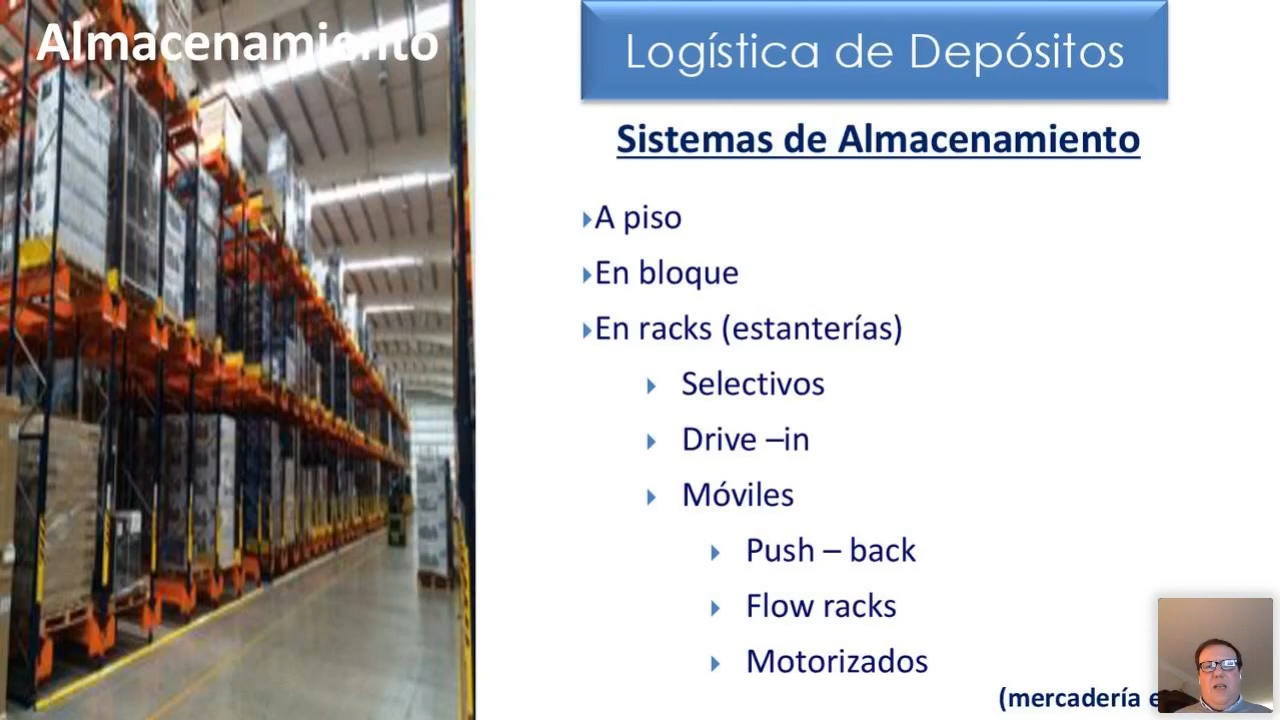 Almacenamiento
Logística de Depósitos
Sistemas de Almacenamiento
A piso
En bloque
En racks (estanterías)
Selectivos
Drive –in
Móviles
Push – back
Flow racks
Motorizados
(mercadería